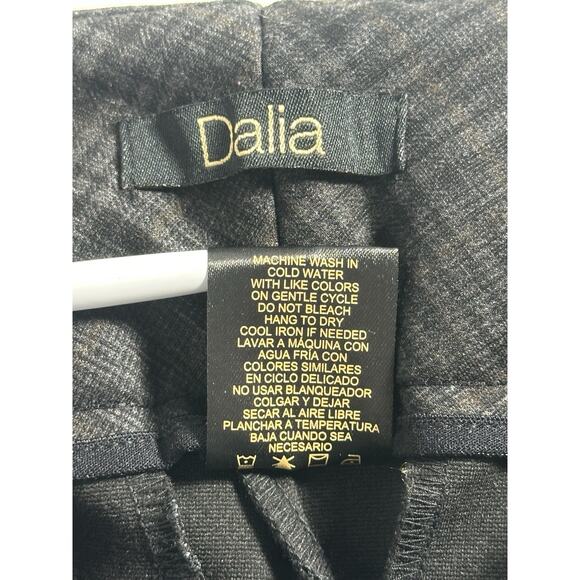 Dalia
MACHINE WASH IN
COLD WATER
WITH LIKE COLORS
ON GENTLE CYCLE
DO NOT BLEACH
HANG TO DRY
COOL IRON IF NEEDED
LAVAR A MÁQUINA CON
AGUA FRÍA CON
COLORES SIMILARES
EN CICLO DELICADO
NO USAR BLANQUEADOR
COLGAR Y DEJAR
SECAR AL AIRE LIBRE
PLANCHAR A TEMPERATURA
BAJA CUANDO SEA
NECESARIO